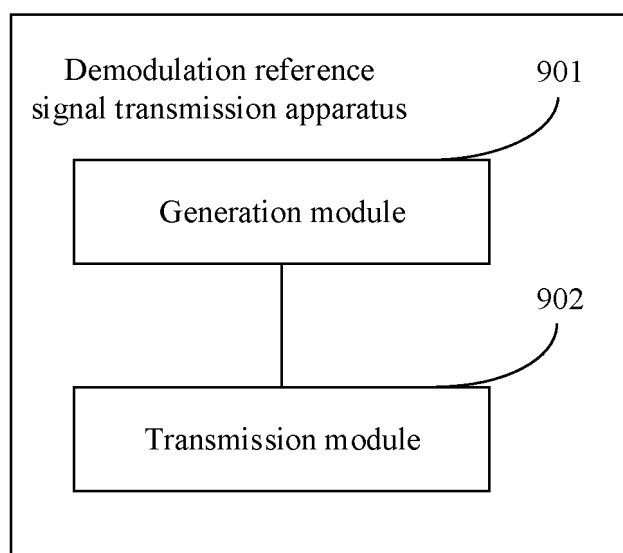 Demodulation reference
signal transmission apparatus
901
Generation module
902
Transmission module